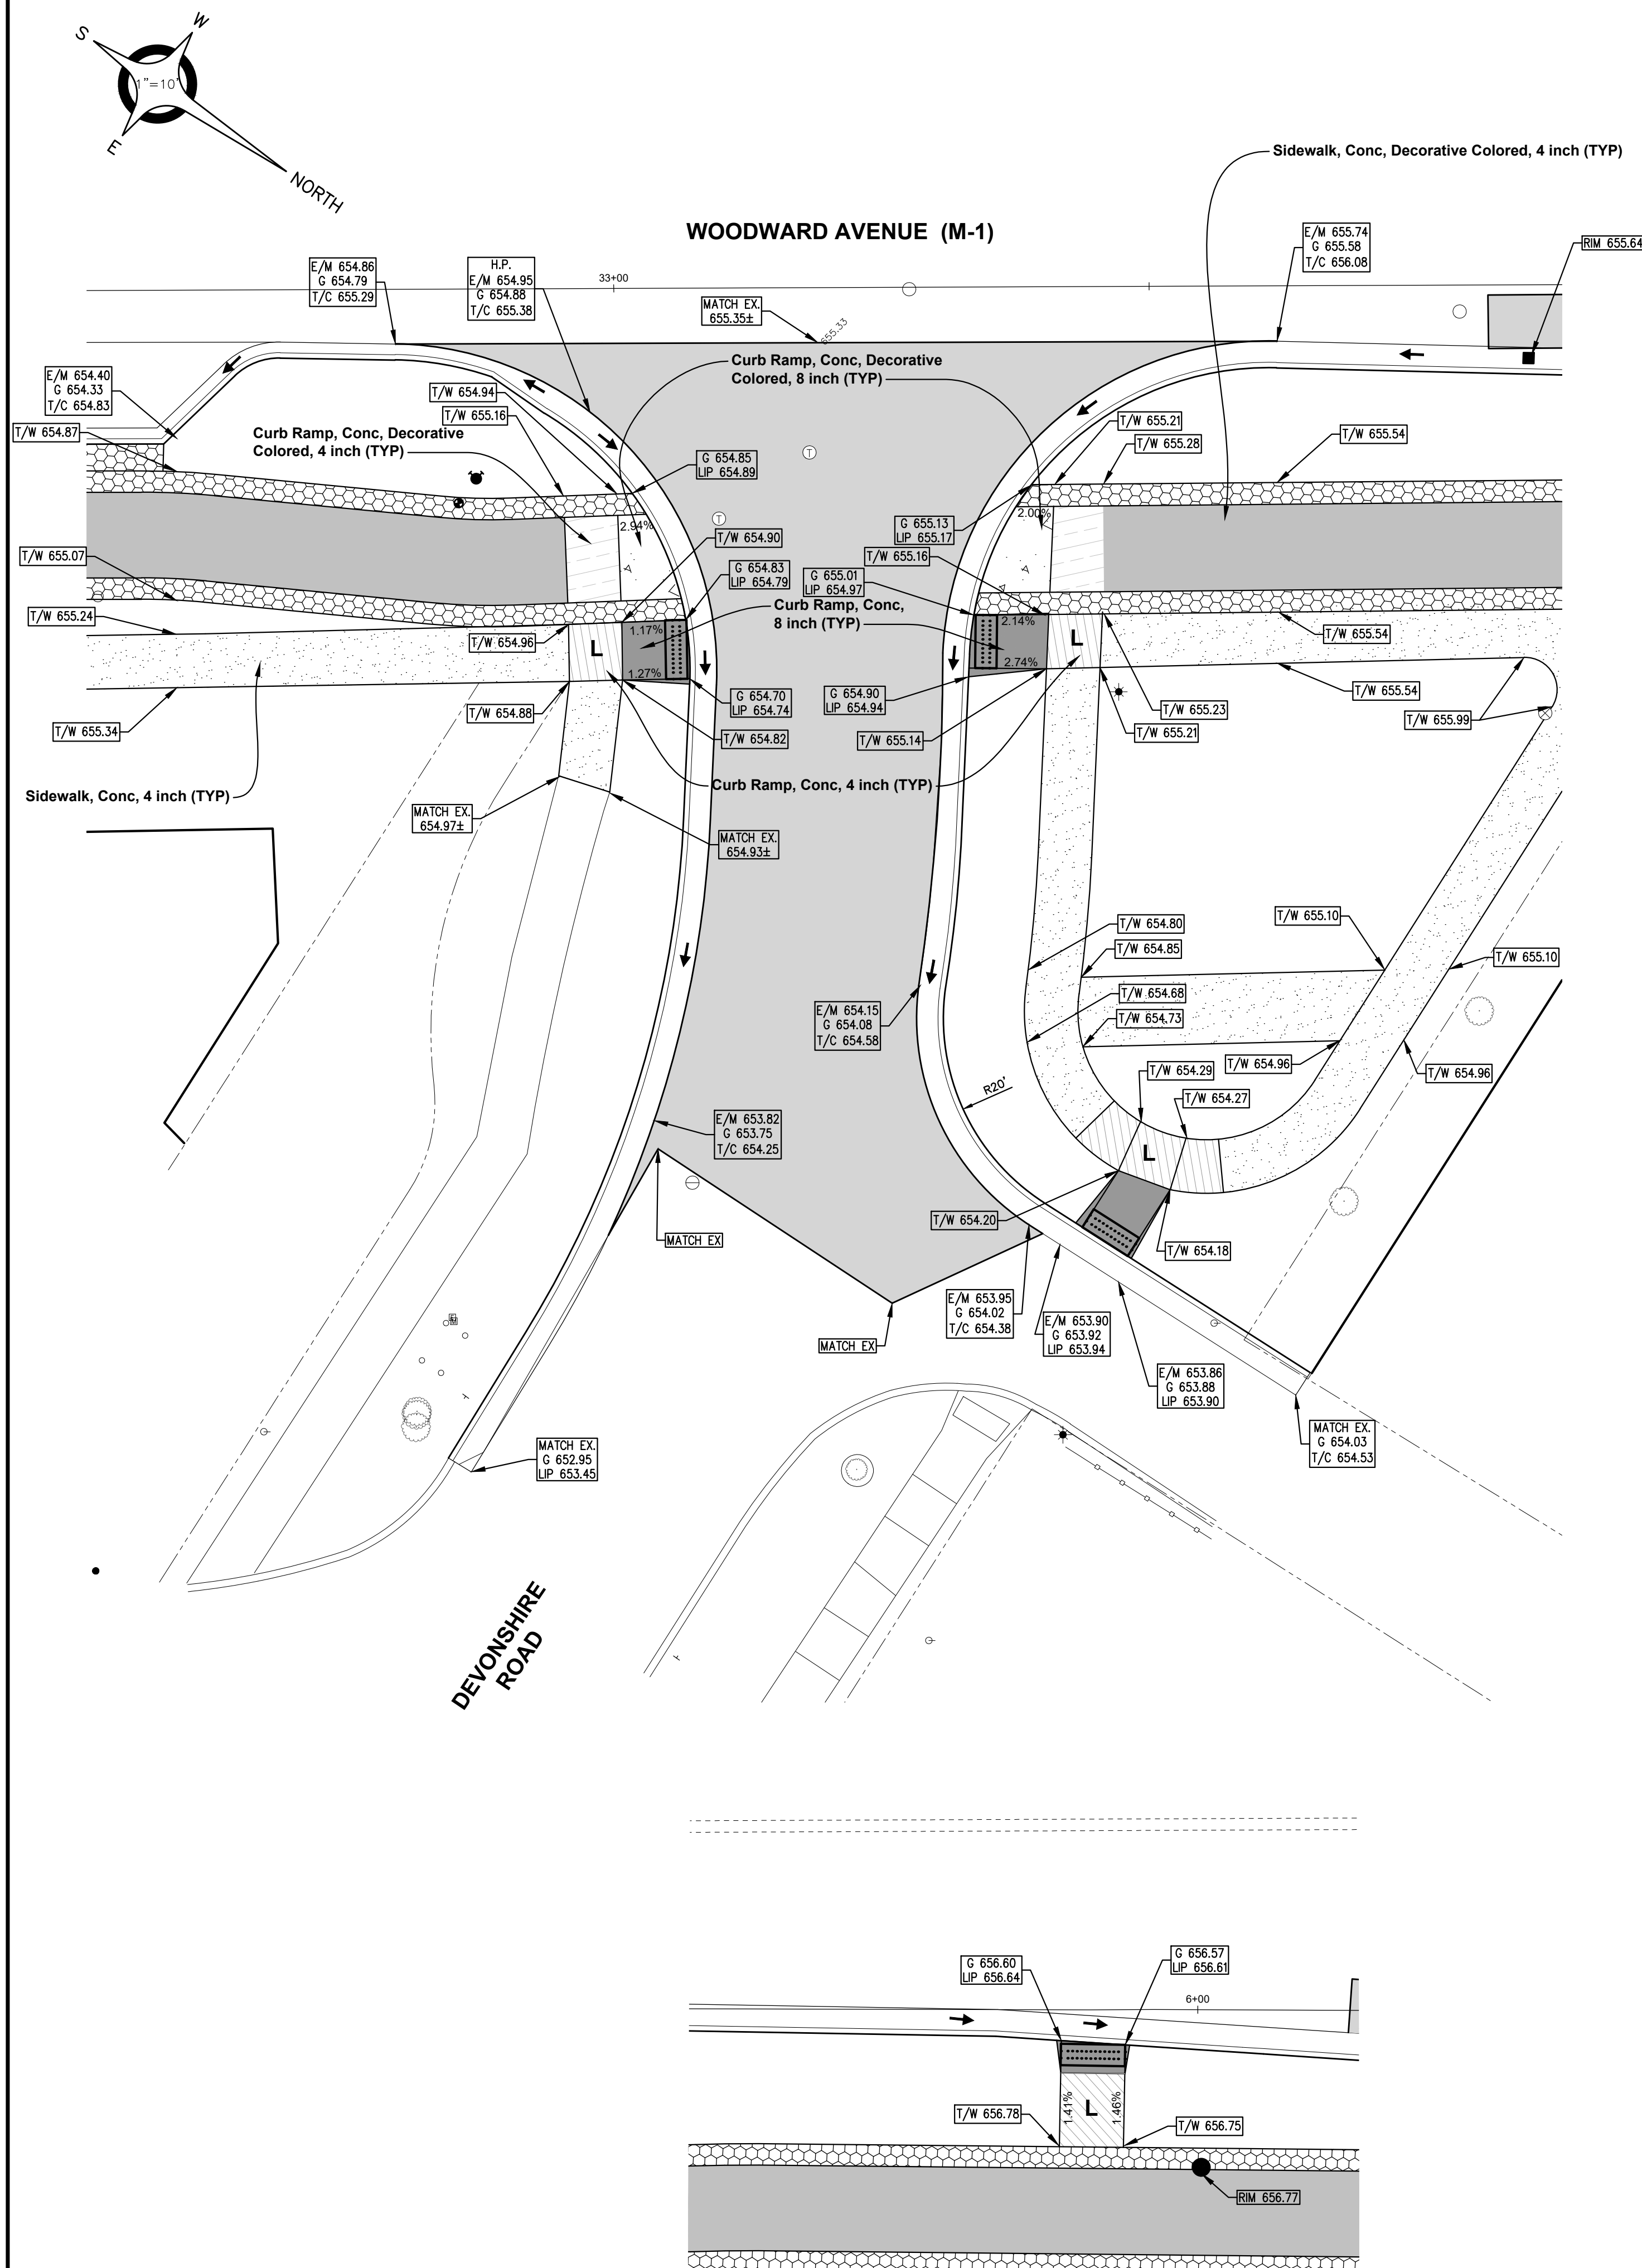 S
W
1"=10'
E
NORTH
Sidewalk, Conc, Decorative Colored, 4 inch (TYP)
WOODWARD AVENUE (M-1)
E/M 654.86
G 654.79
T/C 655.29
H.P.
E/M 654.95
G 654.88
T/C 655.38
33+00
MATCH EX.
655.35±
655.33
E/M 655.74
G 655.58
T/C 656.08
RIM 655.64
E/M 654.40
G 654.33
T/C 654.83
T/W 654.87
T/W 654.94
T/W 655.16
Curb Ramp, Conc, Decorative
Colored, 4 inch (TYP)
Curb Ramp, Conc, Decorative
Colored, 8 inch (TYP)
T/W 655.21
T/W 655.28
T/W 655.54
G 654.85
LIP 654.89
T
T
2.94%
2.00%
G 655.13
LIP 655.17
T/W 654.90
T/W 655.16
T/W 655.07
G 654.83
LIP 654.79
G 655.01
LIP 654.97
T/W 655.24
Curb Ramp, Conc,
8 inch (TYP)
1.17%
1.27%
L
T/W 654.96
2.14%
2.74%
L
T/W 655.54
T/W 654.88
G 654.70
LIP 654.74
G 654.90
LIP 654.94
T/W 655.54
T/W 655.34
T/W 654.82
T/W 655.14
T/W 655.23
T/W 655.21
T/W 655.99
Sidewalk, Conc, 4 inch (TYP)
Curb Ramp, Conc, 4 inch (TYP)
MATCH EX.
654.97±
MATCH EX.
654.93±
T/W 654.80
T/W 654.85
T/W 655.10
T/W 655.10
T/W 654.68
T/W 654.73
E/M 654.15
G 654.08
T/C 654.58
T/W 654.96
T/W 654.96
T/W 654.29
T/W 654.27
R20'
L
E/M 653.82
G 653.75
T/C 654.25
T/W 654.20
T/W 654.18
MATCH EX
E/M 653.95
G 654.02
T/C 654.38
E/M 653.90
G 653.92
LIP 653.94
MATCH EX
E/M 653.86
G 653.88
LIP 653.90
MATCH EX.
G 654.03
T/C 654.53
MATCH EX.
G 652.95
LIP 653.45
DEVONSHIRE
ROAD
G 656.60
LIP 656.64
G 656.57
LIP 656.61
6+00
1.41%
L
1.46%
T/W 656.78
T/W 656.75
RIM 656.77